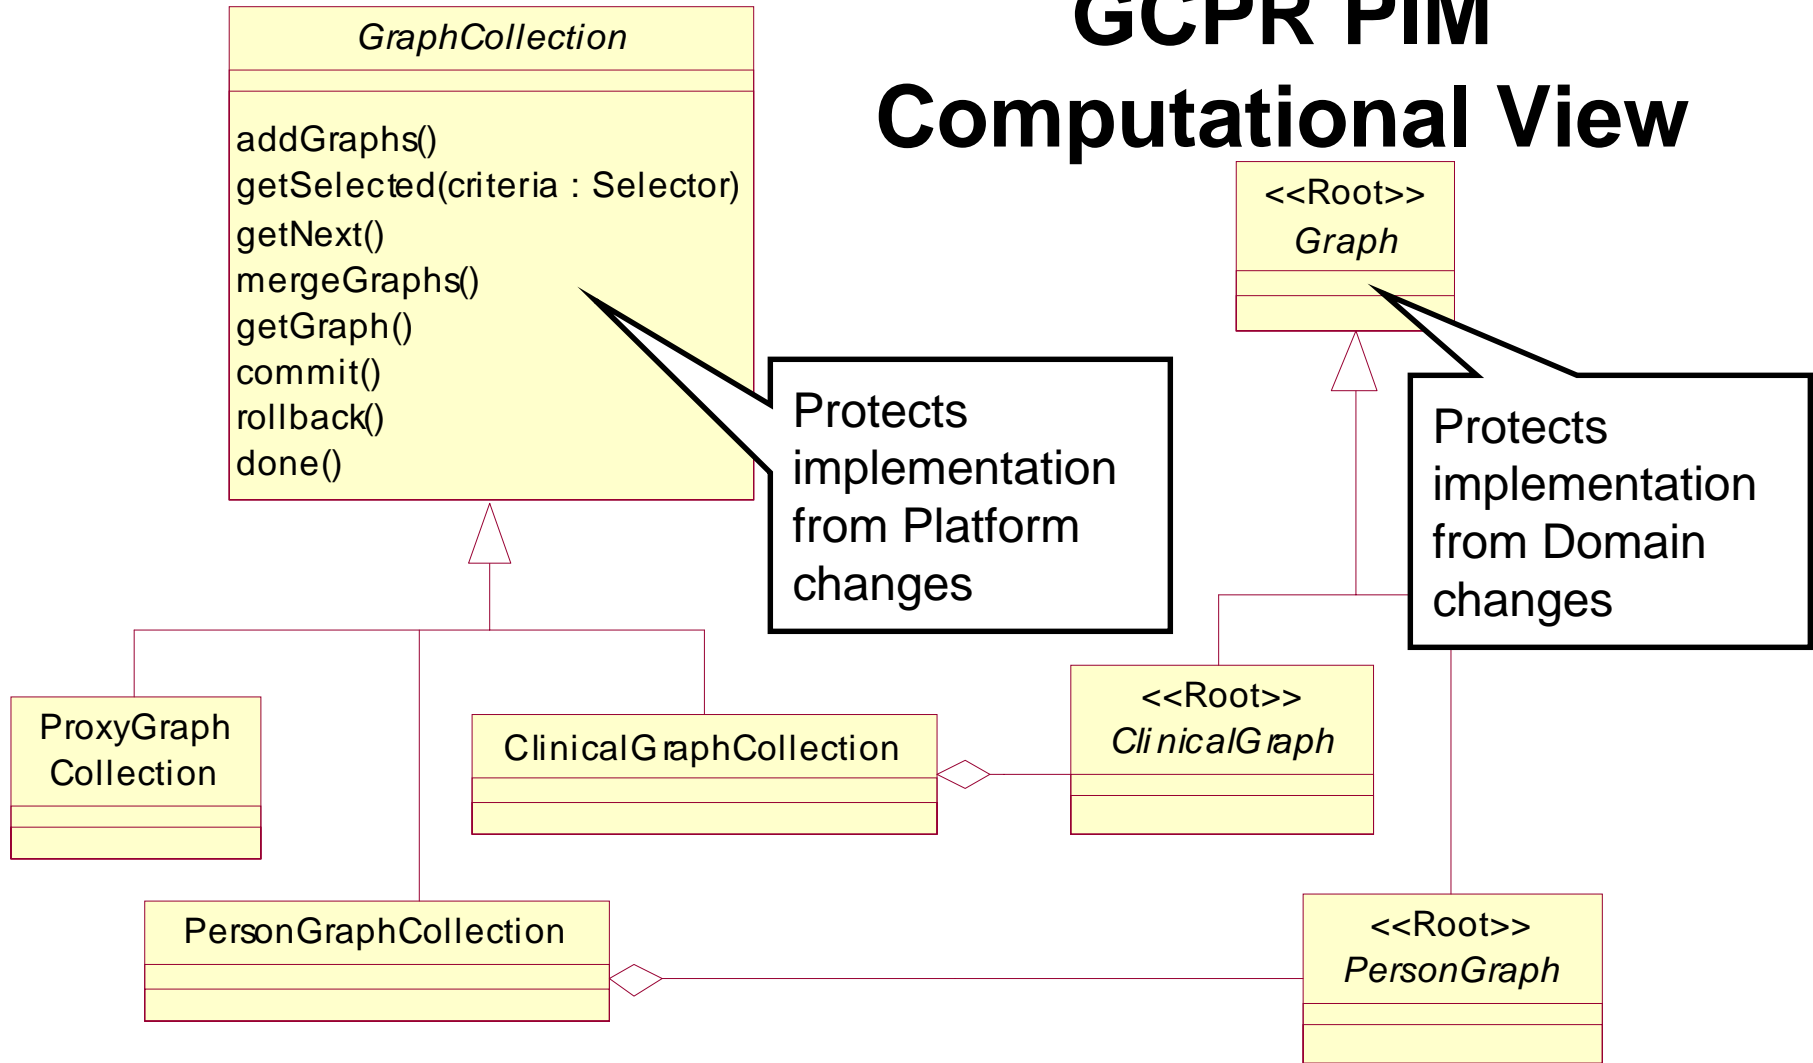 GCPR PIM
Computational View
GraphCollection
addGraphs()
getSelected(criteria : Selector)
getNext()
mergeGraphs()
getGraph()
commit()
rollback()
done()
<<Root>>
Graph
Protects
implementation
from Platform
changes
Protects
implementation
from Domain
changes
ProxyGraph
Collection
ClinicalGraphCollection
<<Root>>
ClinicalGraph
PersonGraphCollection
<<Root>>
PersonGraph